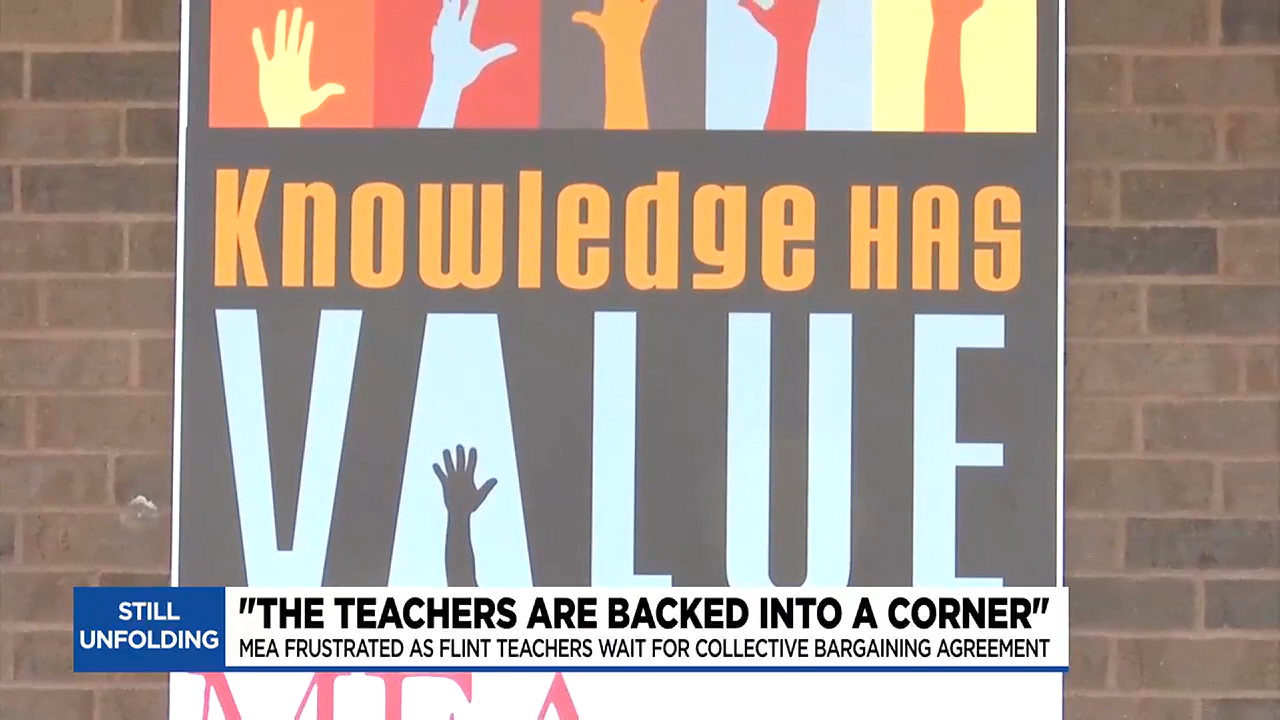 Knowledge HAS
VALUE
STILL
UNFOLDING
"THE TEACHERS ARE BACKED INTO A CORNER"
MEA FRUSTRATED AS FLINT TEACHERS WAIT FOR COLLECTIVE BARGAINING AGREEMENT
MEA